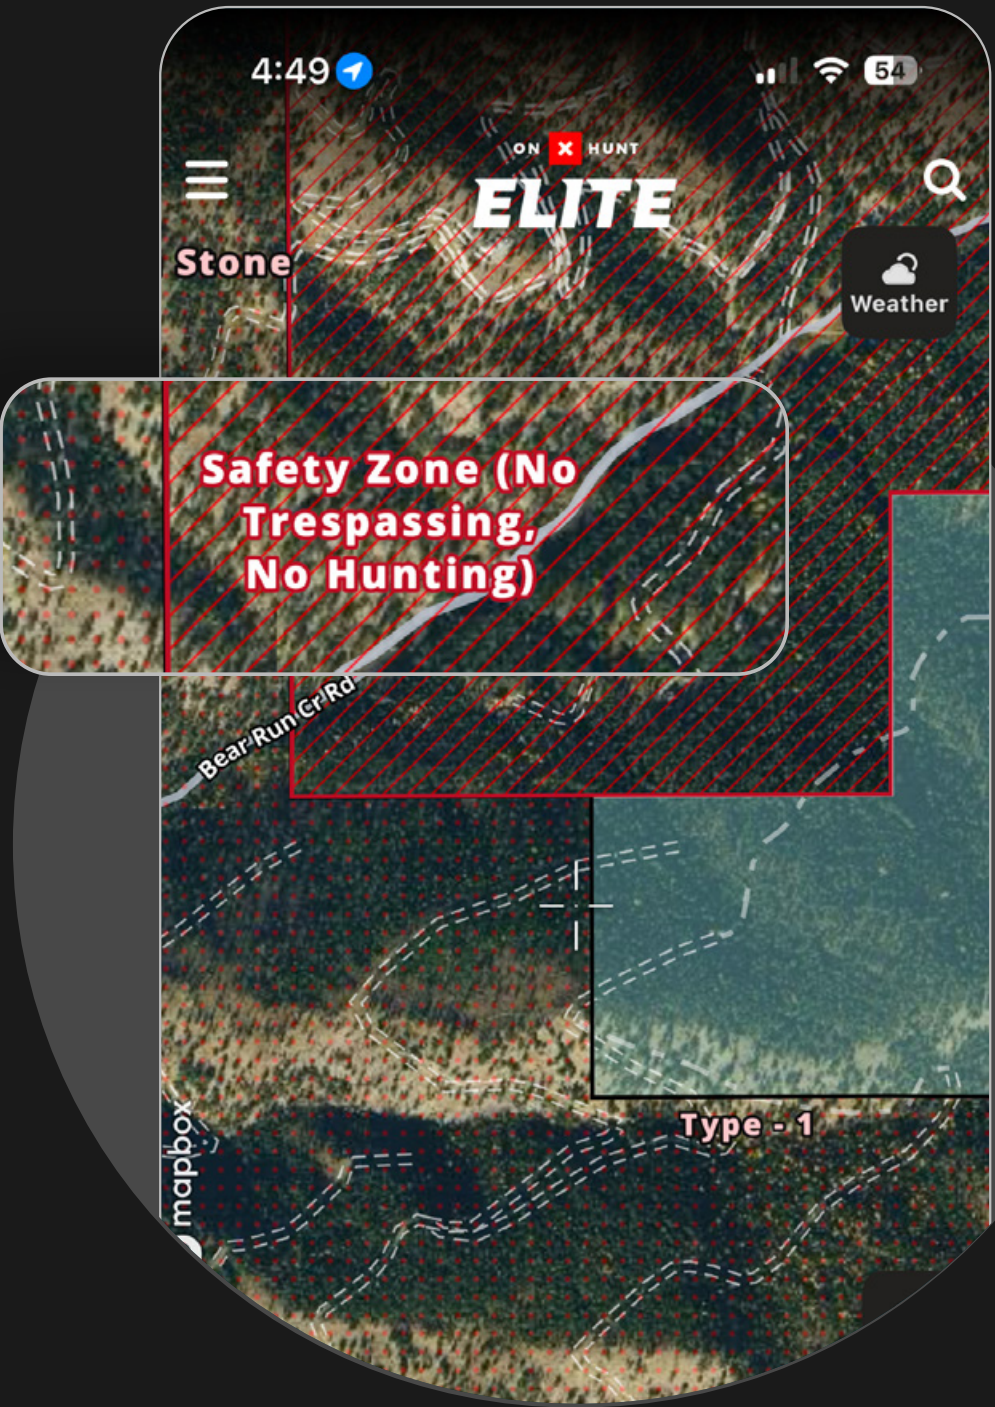 4:49
54
ON X HUNT
ELITE
Stone
Weather
Safety Zone (No
Trespassing,
No Hunting)
Bear Run Cr Rd
Type - 1
mapbox